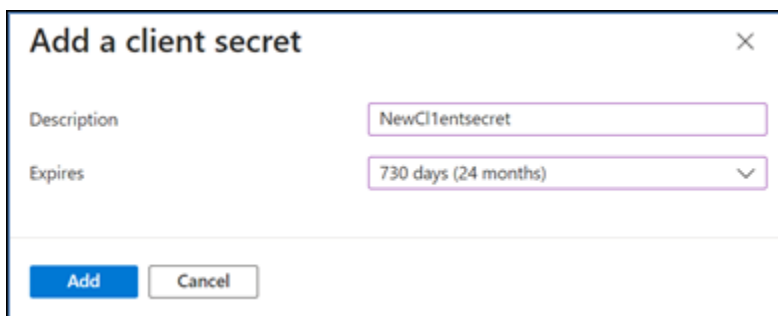 Add a client secret
Description NewCl1entsecret
Expires 730 days (24 months)
Add Cancel